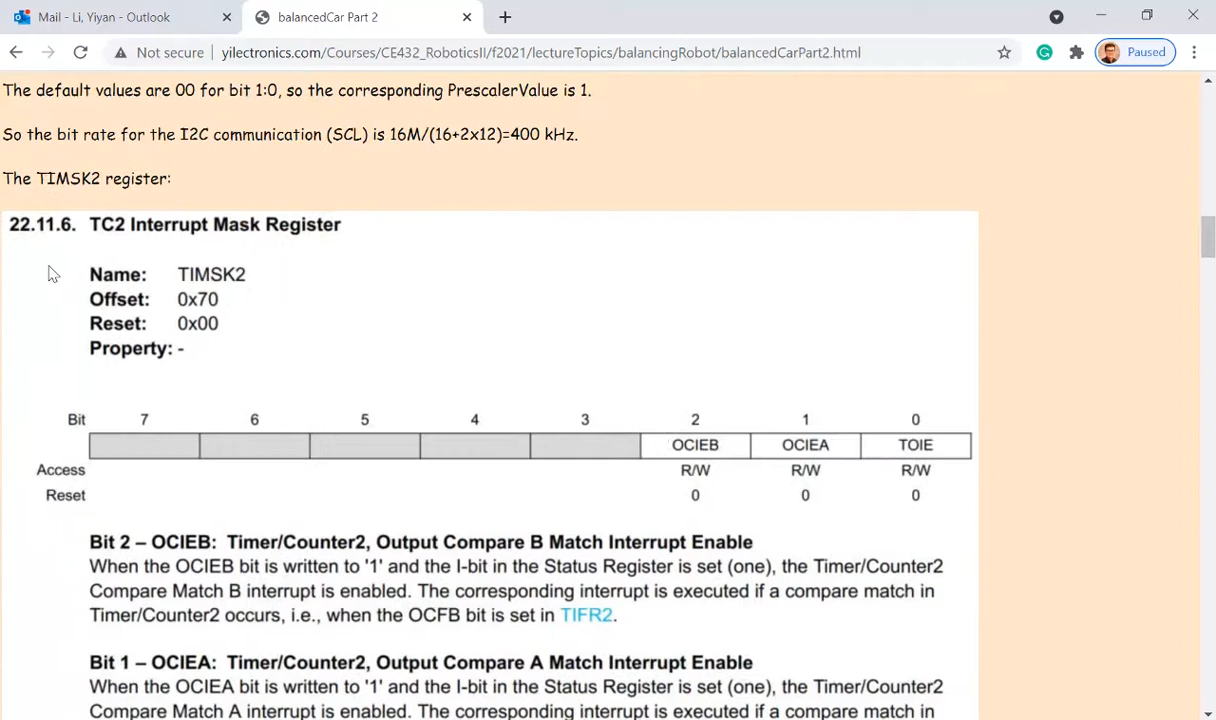 Mail - Li, Yiyan - Outlook
balancedCar Part 2
Not secure
yilectronics.com/Courses/CE432_RoboticsII/f2021/lectureTopics/balancingRobot/balancedCarPart2.html
Paused
The default values are 00 for bit 1:0, so the corresponding PrescalerValue is 1.
So the bit rate for the I2C communication (SCL) is 16M/(16+2x12)=400 kHz.
The TIMSK2 register:
22.11.6. TC2 Interrupt Mask Register
Name: TIMSK2
Offset: 0x70
Reset: 0x00
Property: -
Bit 7 6 5 4 3 2 1 0
OCIEB OCIEA TOIE
Access R/W R/W R/W
Reset 0 0 0
Bit 2 – OCIEB: Timer/Counter2, Output Compare B Match Interrupt Enable
When the OCIEB bit is written to '1' and the I-bit in the Status Register is set (one), the Timer/Counter2
Compare Match B interrupt is enabled. The corresponding interrupt is executed if a compare match in
Timer/Counter2 occurs, i.e., when the OCFB bit is set in TIFR2.
Bit 1 – OCIEA: Timer/Counter2, Output Compare A Match Interrupt Enable
When the OCIEA bit is written to '1' and the I-bit in the Status Register is set (one), the Timer/Counter2
Compare Match A interrupt is enabled. The corresponding interrupt is executed if a compare match in